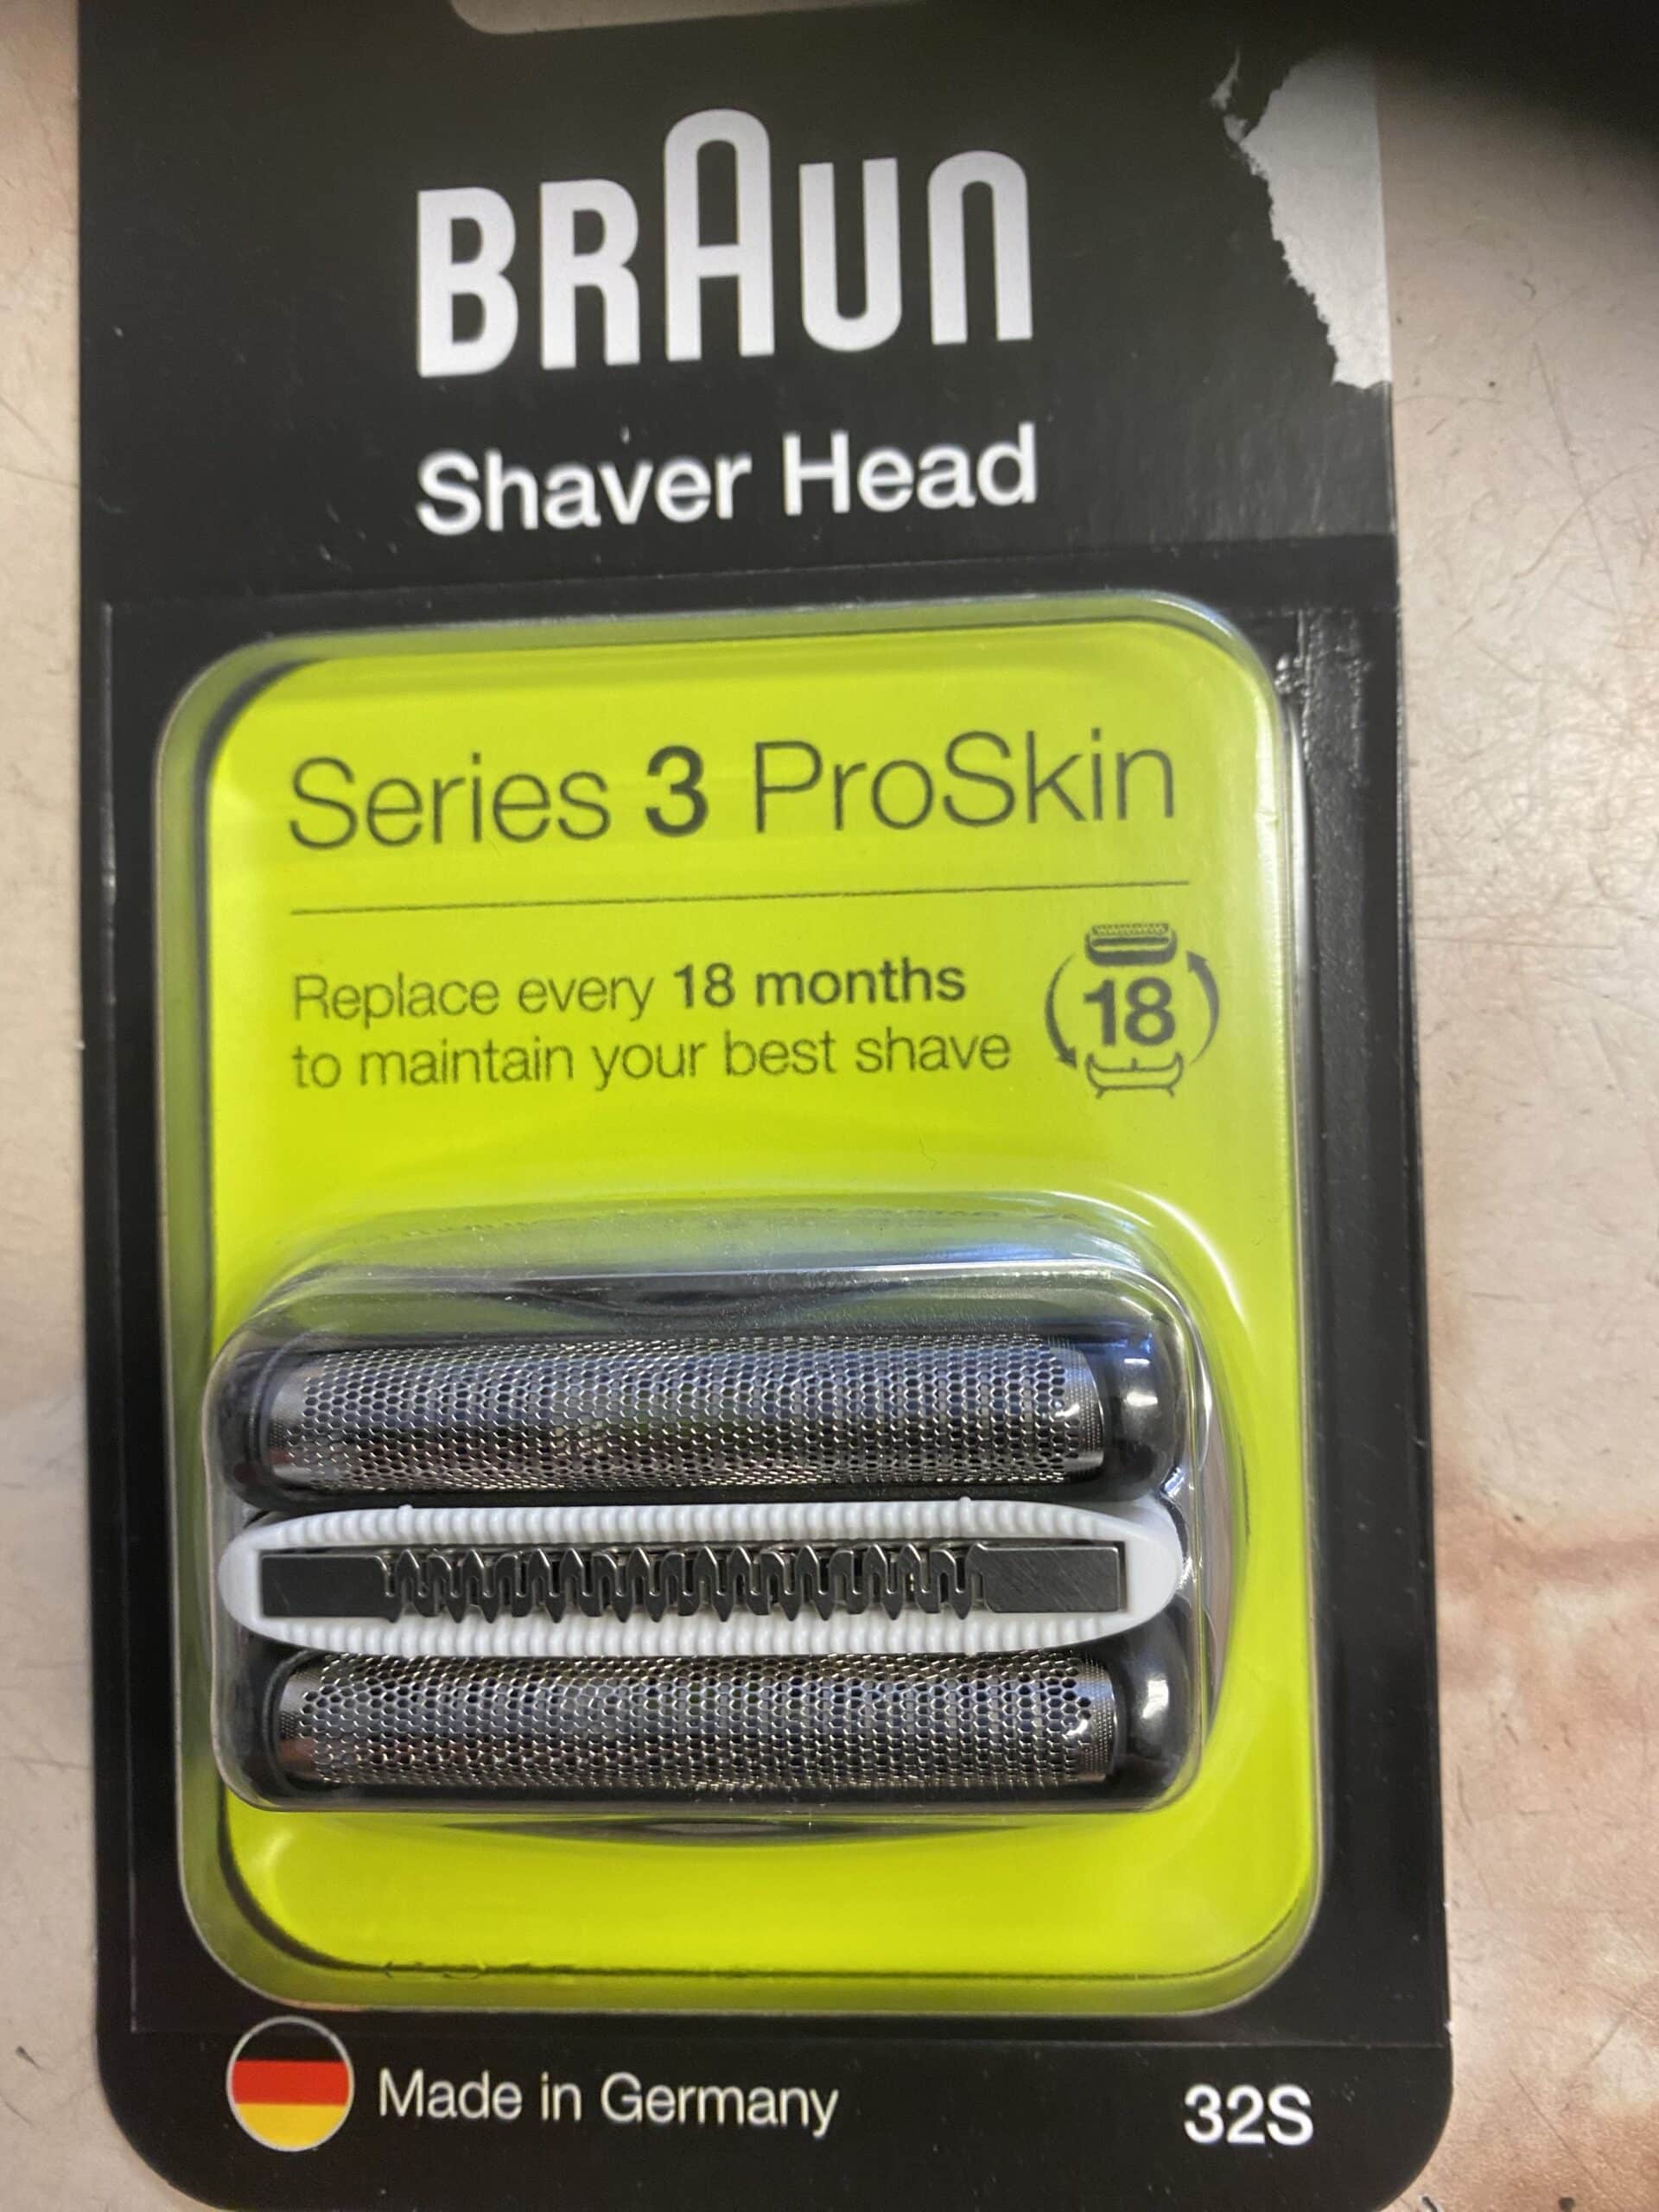 BRAUN
Shaver Head
Series 3 ProSkin
Replace every 18 months
to maintain your best shave
18
Made in Germany
32S